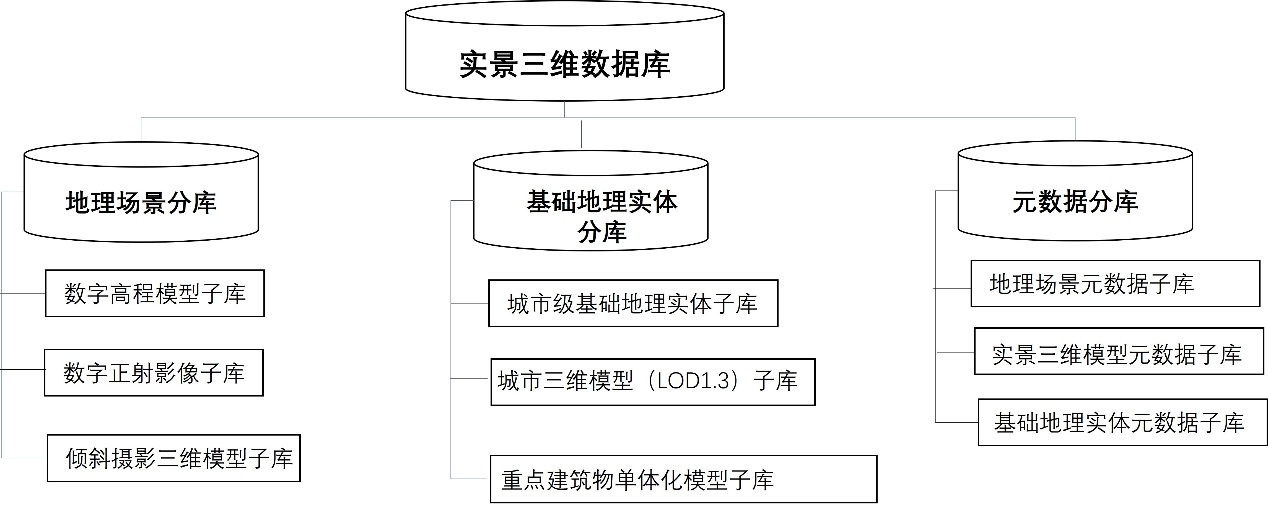 实景三维数据库
地理场景分库
数字高程模型子库
数字正射影像子库
倾斜摄影三维模型子库
基础地理实体
分库
城市级基础地理实体子库
城市三维模型（LOD1.3）子库
重点建筑物单体化模型子库
元数据分库
地理场景元数据子库
实景三维模型元数据子库
基础地理实体元数据子库